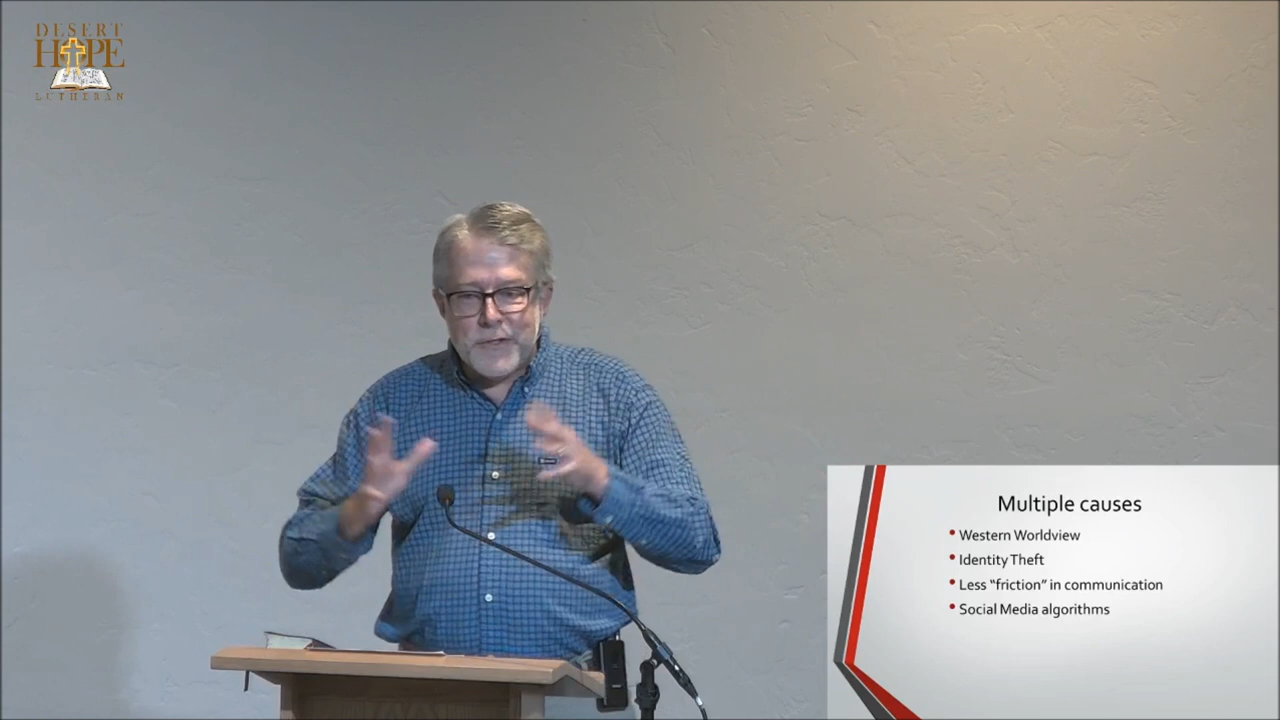 DESERT
HOPE
LUTHERAN
Multiple causes
• Western Worldview
• Identity Theft
• Less “friction” in communication
• Social Media algorithms